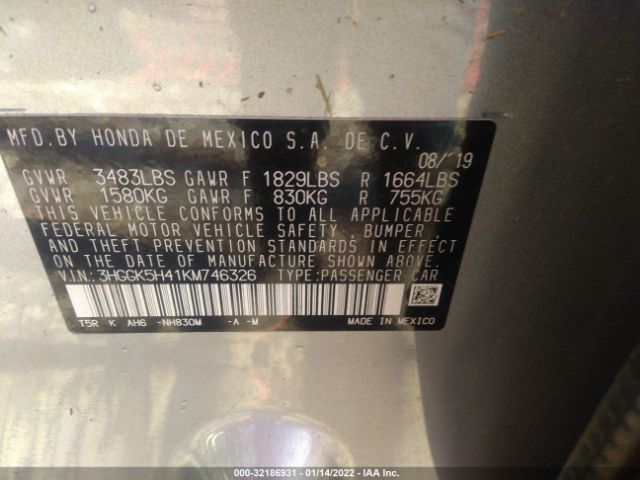 MFD.BY HONDA DE MEXICO S.A. DE C.V.
08/'19
GVWR 3483LBS GAWR F 1829LBS R 1664LBS
GVWR 1580KG GAWR F 830KG R 755KG
THIS VEHICLE CONFORMS TO ALL APPLICABLE
FEDERAL MOTOR VEHICLE SAFETY, BUMPER
AND THEFT PREVENTION STANDARDS IN EFFECT
ON THE DATE OF MANUFACTURE SHOWN ABOVE.
V.I.N.: 3HGGK5H41KM746326 TYPE:PASSENGER CAR
T5R K AH6 -NH830M -A -M MADE IN MEXICO
000-32186931 - 01/14/2022 - IAA Inc.